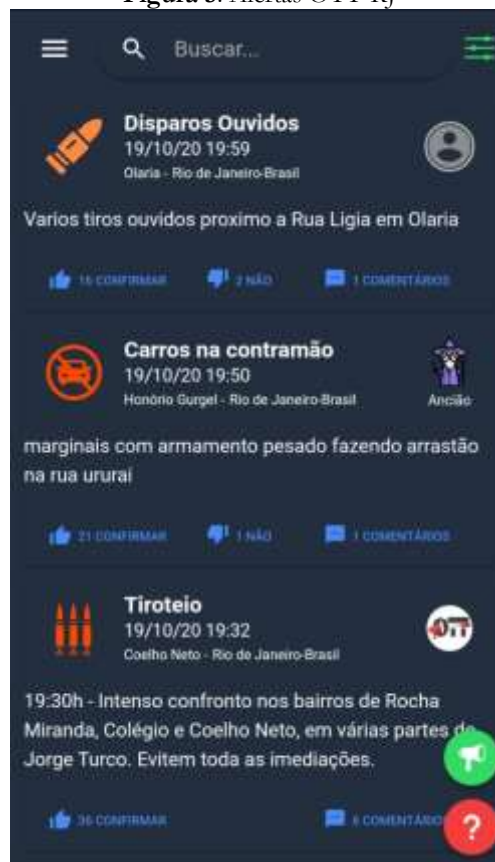 Figura 3. Alertas OTT-RJ
Buscar...
Disparos Ouvidos
19/10/20 19:59
Olaria - Rio de Janeiro-Brasil
Varios tiros ouvidos proximo a Rua Ligia em Olaria
16 CONFIRMAR 2 NÃO 1 COMENTÁRIOS
Carros na contramão
19/10/20 19:50
Honório Gurgel - Rio de Janeiro-Brasil
Ancião
marginais com armamento pesado fazendo arrastão
na rua ururaí
21 CONFIRMAR 1 NÃO 1 COMENTÁRIOS
Tiroteio
19/10/20 19:32
Coelho Neto - Rio de Janeiro-Brasil
OTT
19:30h - Intenso confronto nos bairros de Rocha
Miranda, Colégio e Coelho Neto, em várias partes do
Jorge Turco. Evitem toda as imediações.
36 CONFIRMAR
?